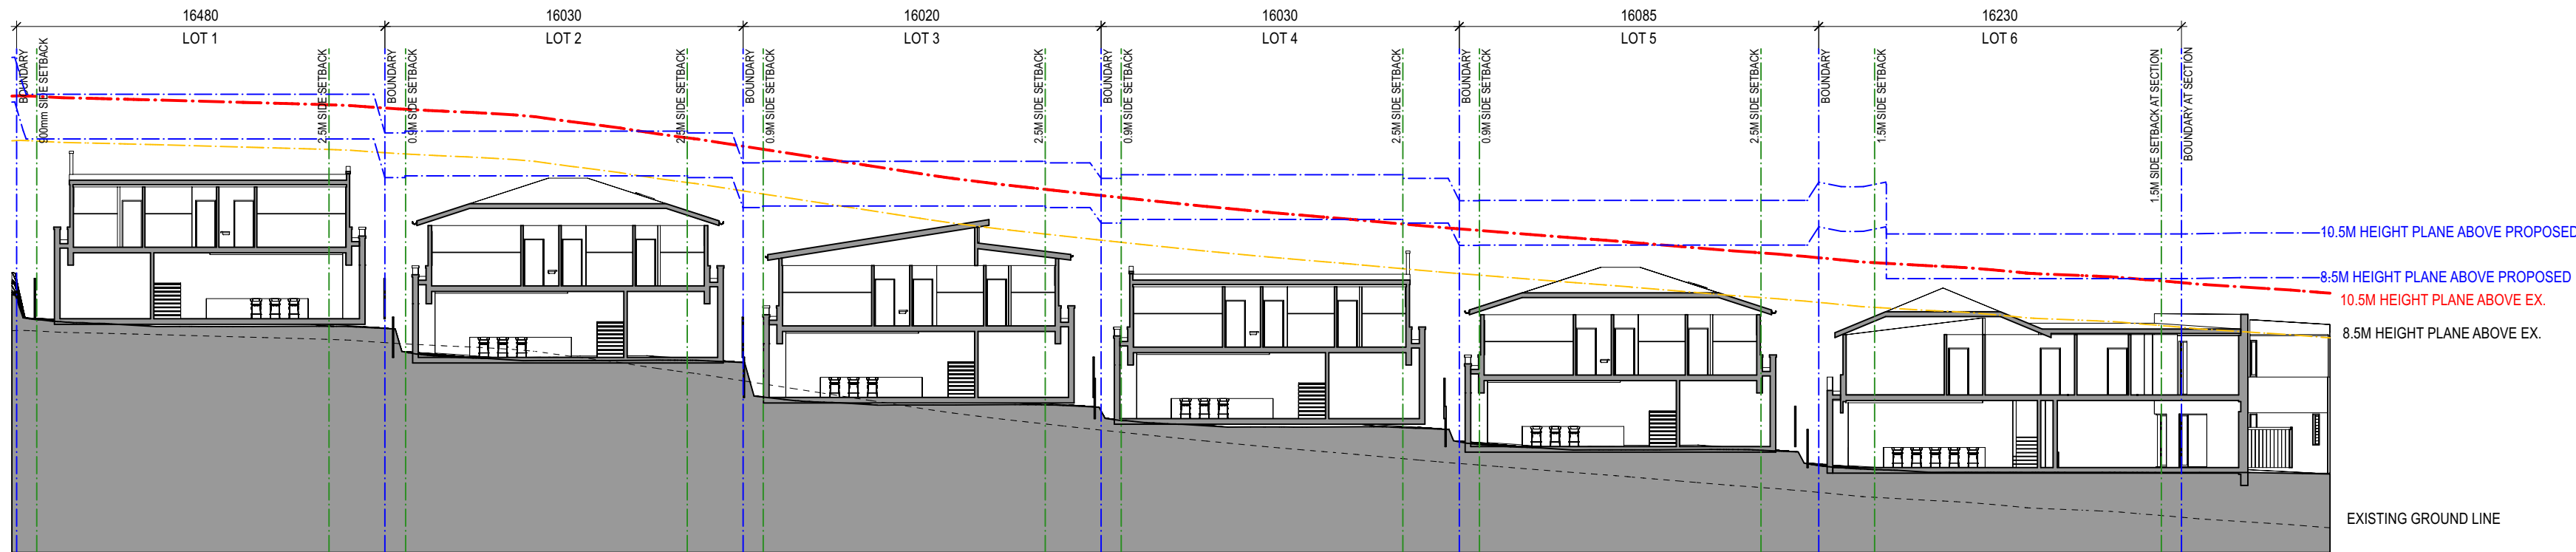 16480
16030
16020
16030
16085
16230
LOT 1
LOT 2
LOT 3
LOT 4
LOT 5
LOT 6
BOUNDARY
900mm SIDE SETBACK
2.5M SIDE SETBACK
BOUNDARY
0.9M SIDE SETBACK
2.5M SIDE SETBACK
BOUNDARY
0.9M SIDE SETBACK
2.5M SIDE SETBACK
BOUNDARY
0.9M SIDE SETBACK
2.5M SIDE SETBACK
BOUNDARY
0.9M SIDE SETBACK
2.5M SIDE SETBACK
BOUNDARY
1.5M SIDE SETBACK
1.5M SIDE SETBACK AT SECTION
BOUNDARY AT SECTION
10.5M HEIGHT PLANE ABOVE PROPOSED
8.5M HEIGHT PLANE ABOVE PROPOSED
10.5M HEIGHT PLANE ABOVE EX.
8.5M HEIGHT PLANE ABOVE EX.
EXISTING GROUND LINE